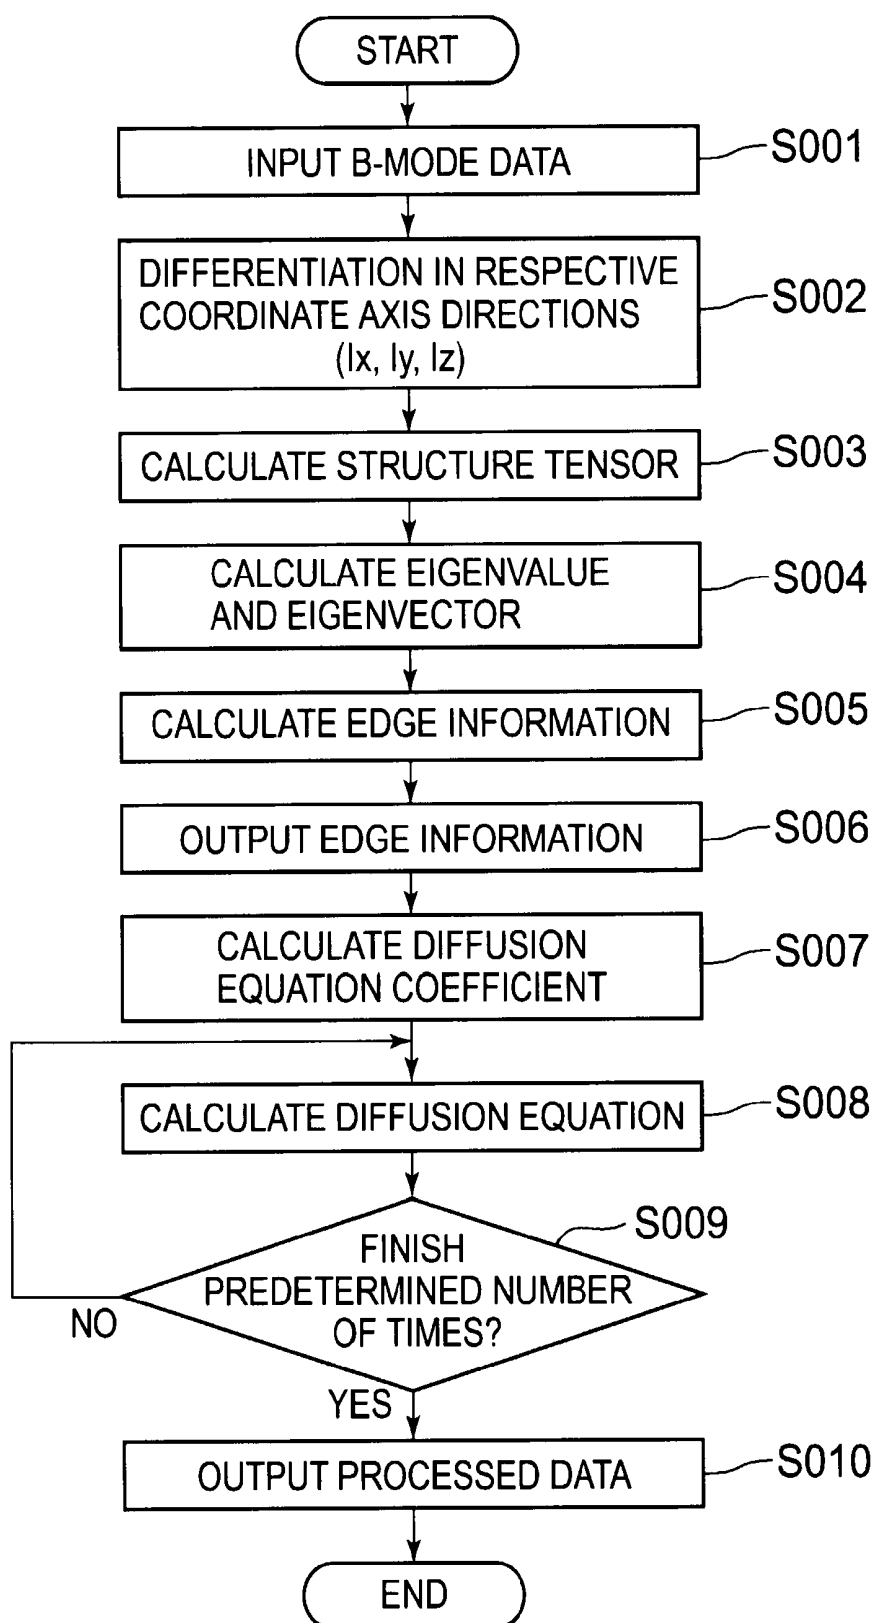 START
INPUT B-MODE DATA
S001
DIFFERENTIATION IN RESPECTIVE
COORDINATE AXIS DIRECTIONS
(Ix, Iy, Iz)
S002
CALCULATE STRUCTURE TENSOR
S003
CALCULATE EIGENVALUE
AND EIGENVECTOR
S004
CALCULATE EDGE INFORMATION
S005
OUTPUT EDGE INFORMATION
S006
CALCULATE DIFFUSION
EQUATION COEFFICIENT
S007
CALCULATE DIFFUSION EQUATION
S008
FINISH
PREDETERMINED NUMBER
OF TIMES?
S009
NO
YES
OUTPUT PROCESSED DATA
S010
END